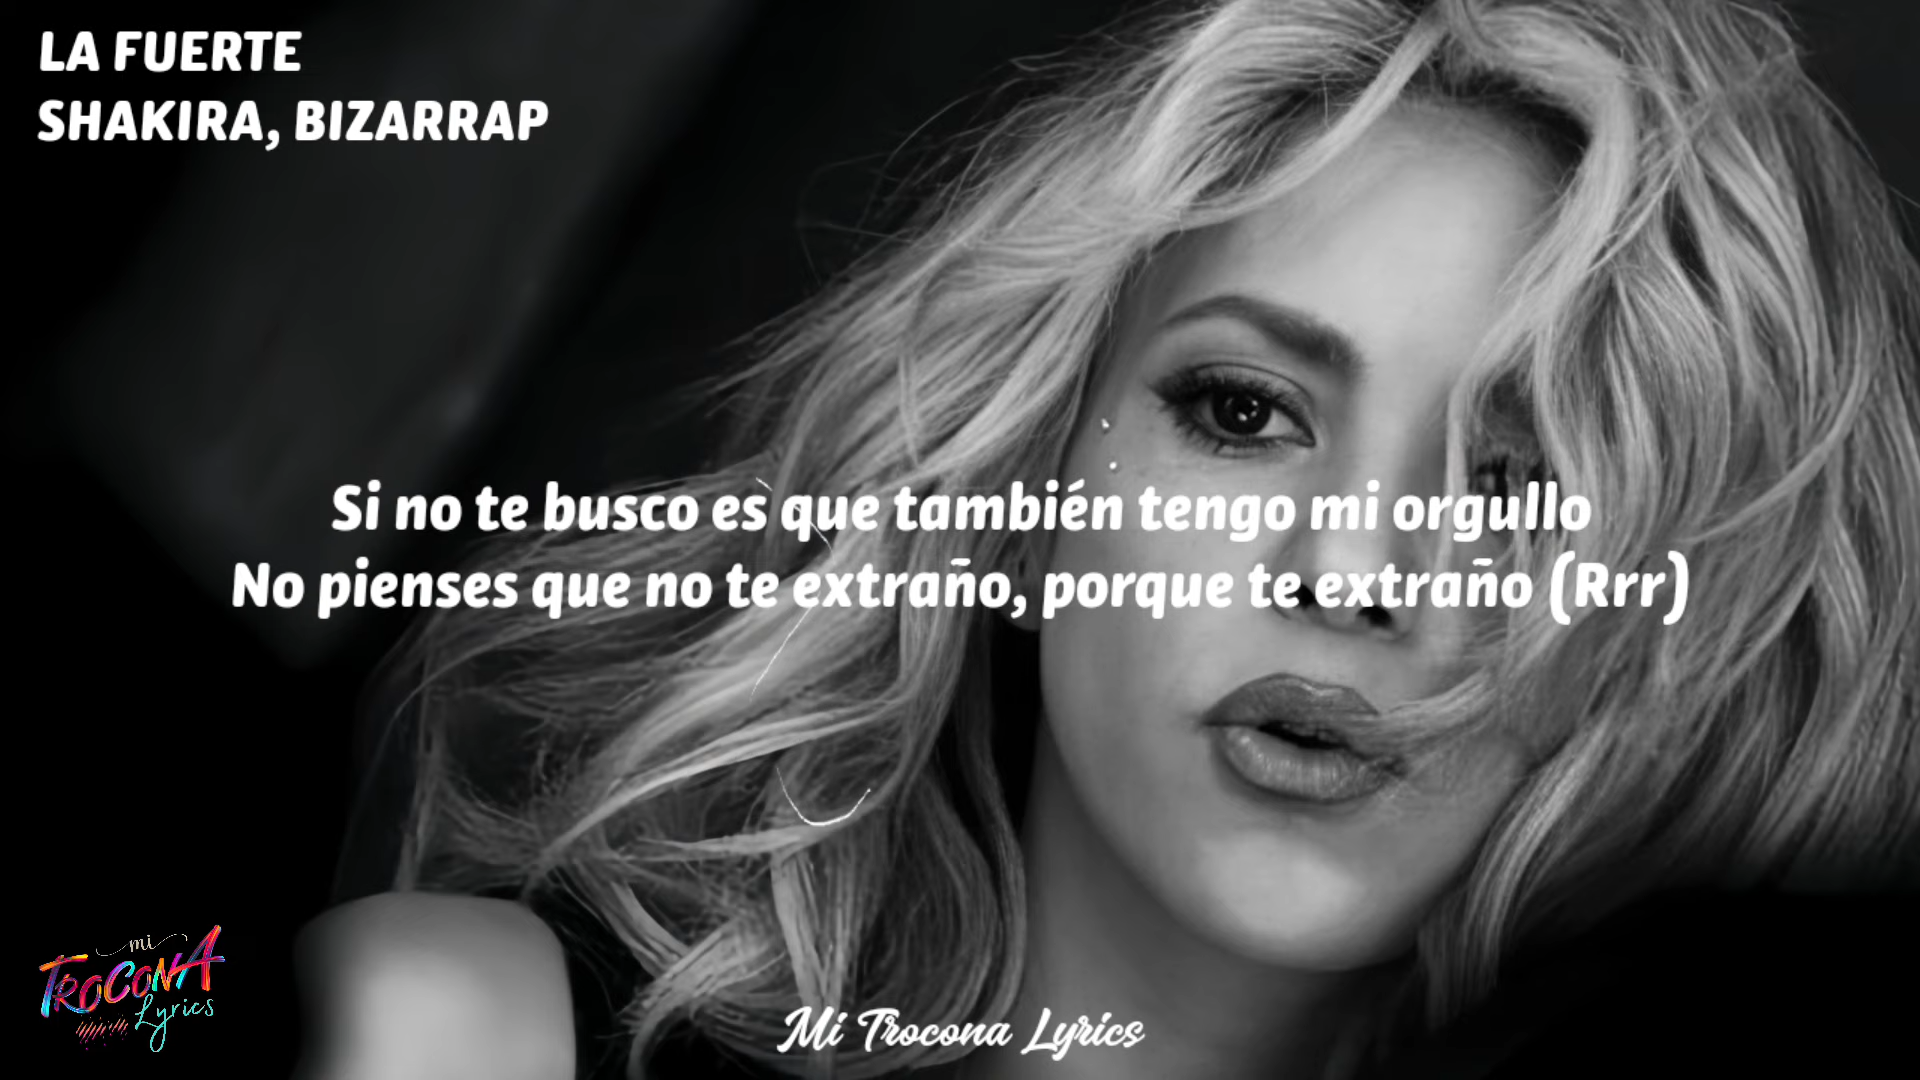 LA FUERTE
SHAKIRA, BIZARRAP
Si no te busco es que también tengo mi orgullo
No pienses que no te extraño, porque te extraño (Rrr)
mi
TROCONA
Lyrics
Mi Trocona Lyrics